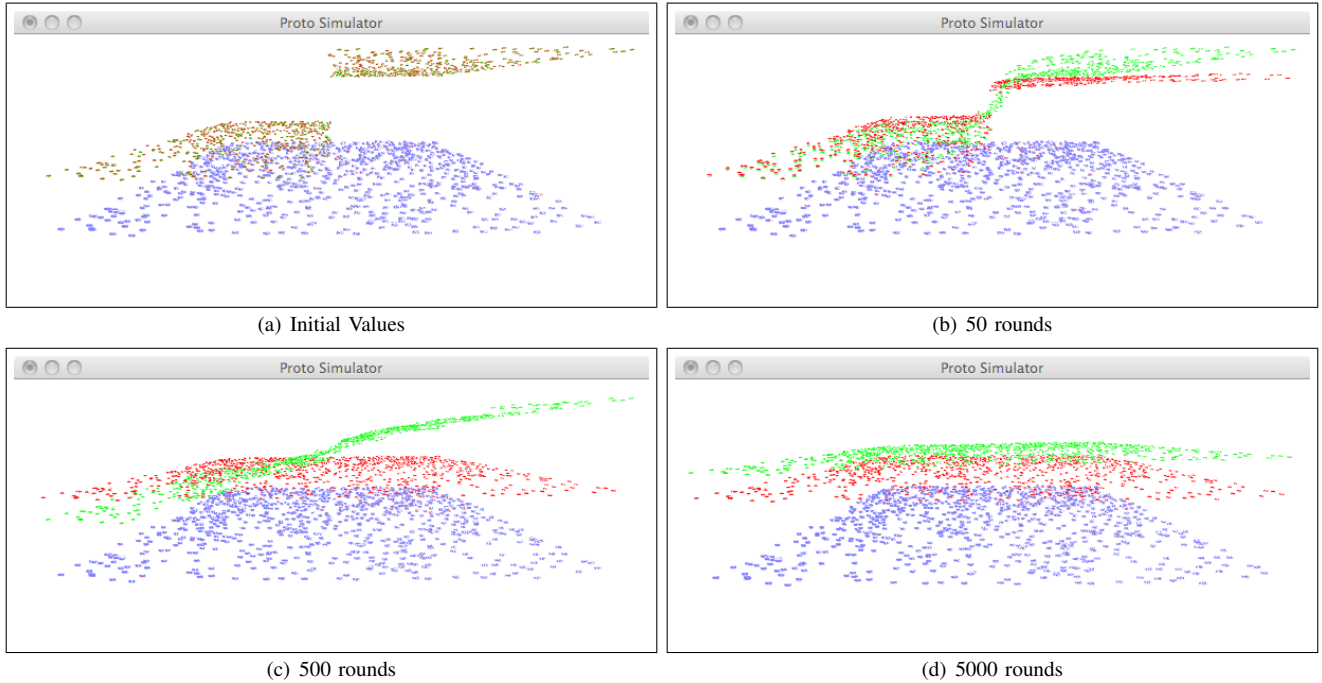 Proto Simulator
Proto Simulator
(a) Initial Values
(b) 50 rounds
Proto Simulator
Proto Simulator
(c) 500 rounds
(d) 5000 rounds